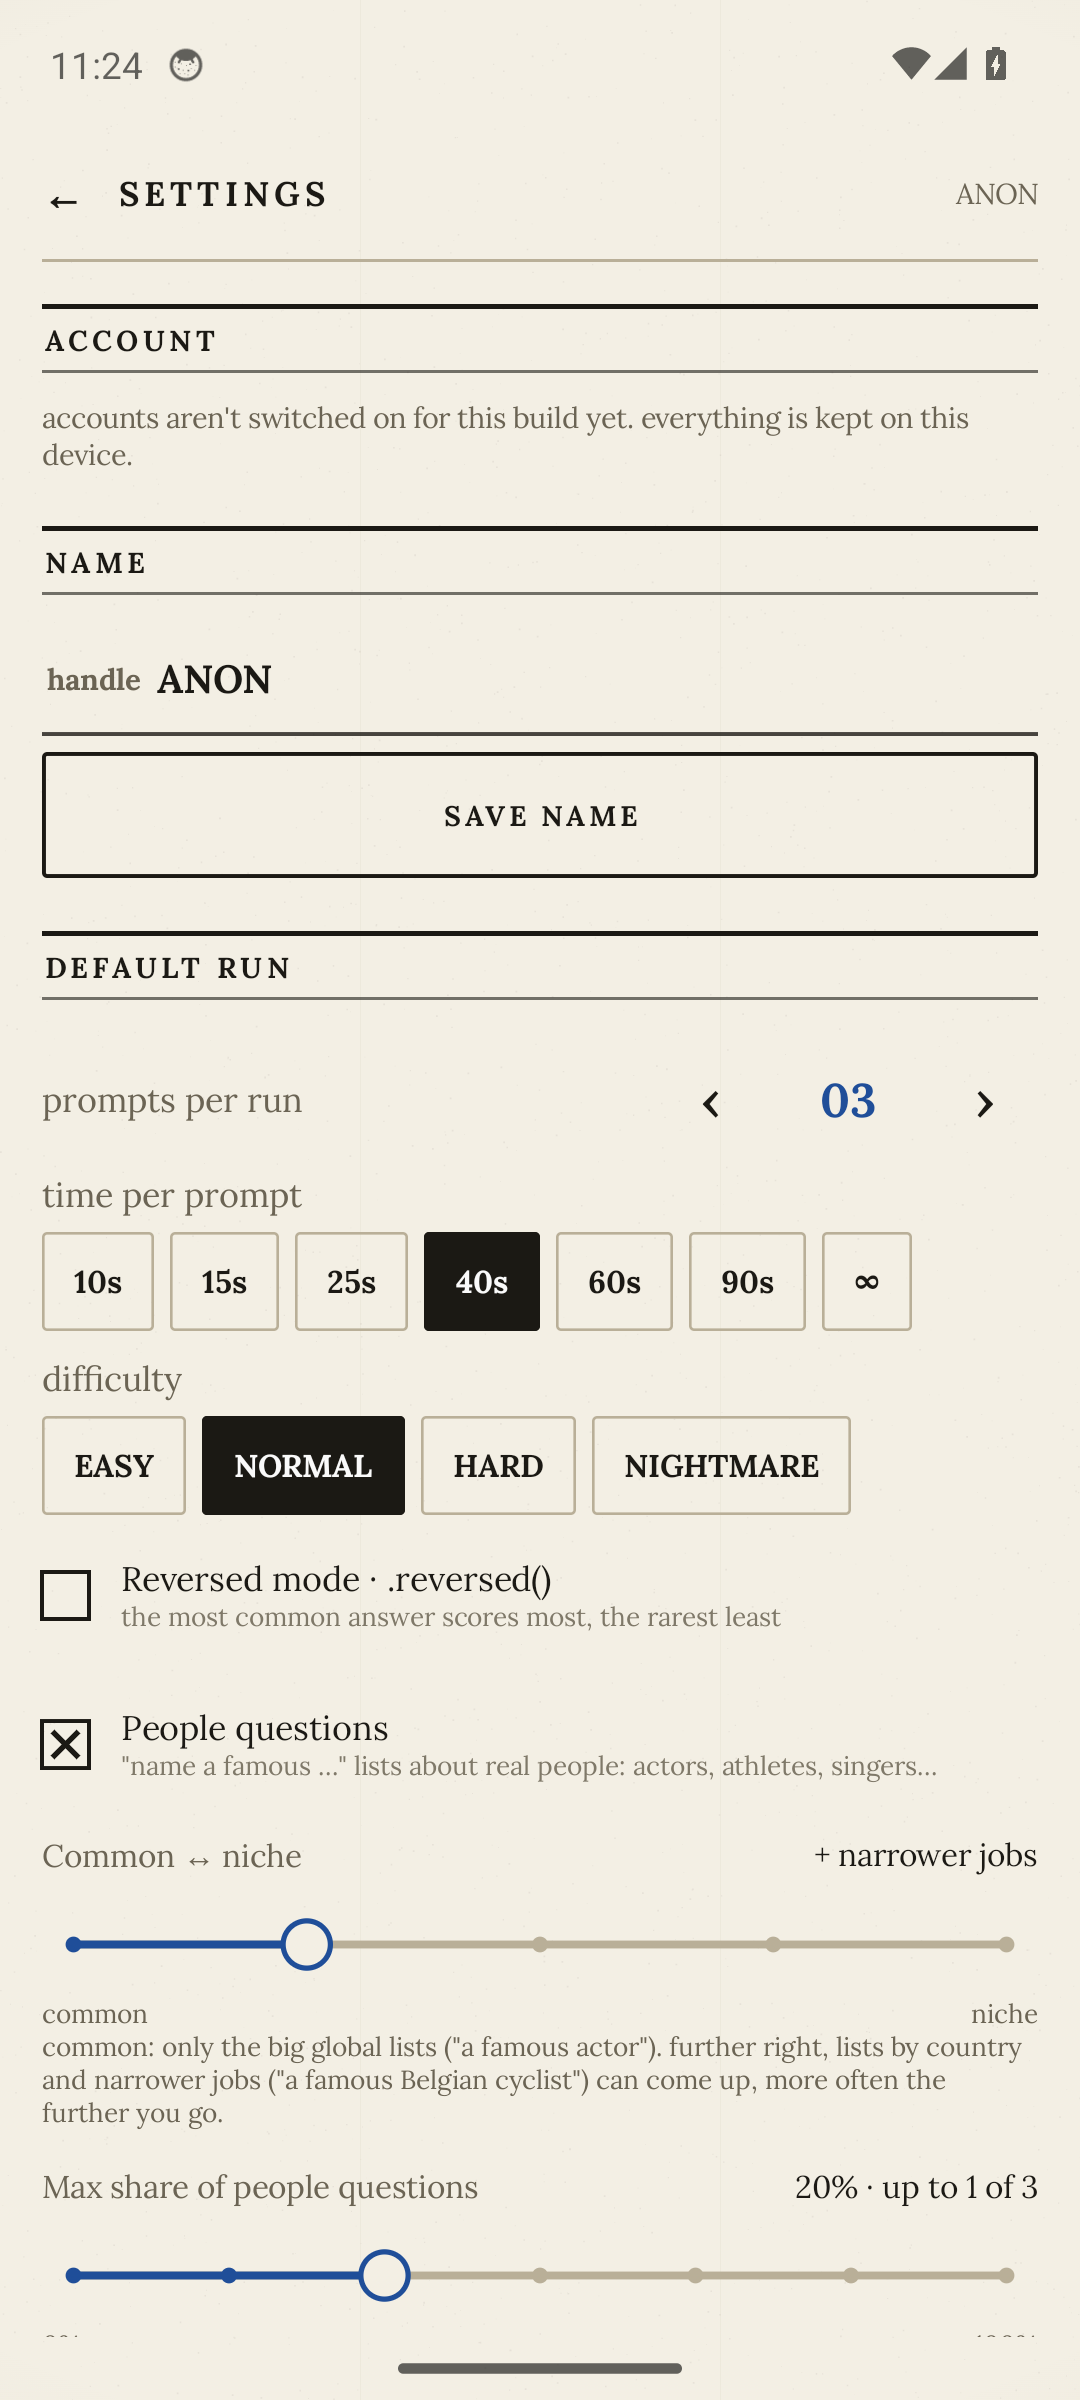 11:24
← SETTINGS
ANON
ACCOUNT
accounts aren't switched on for this build yet. everything is kept on this
device.
NAME
handle ANON
SAVE NAME
DEFAULT RUN
prompts per run
‹ 03 ›
time per prompt
10s 15s 25s 40s 60s 90s ∞
difficulty
EASY NORMAL HARD NIGHTMARE
Reversed mode · .reversed()
the most common answer scores most, the rarest least
People questions
"name a famous …" lists about real people: actors, athletes, singers…
Common ↔ niche
+ narrower jobs
common
niche
common: only the big global lists ("a famous actor"). further right, lists by country
and narrower jobs ("a famous Belgian cyclist") can come up, more often the
further you go.
Max share of people questions
20% · up to 1 of 3